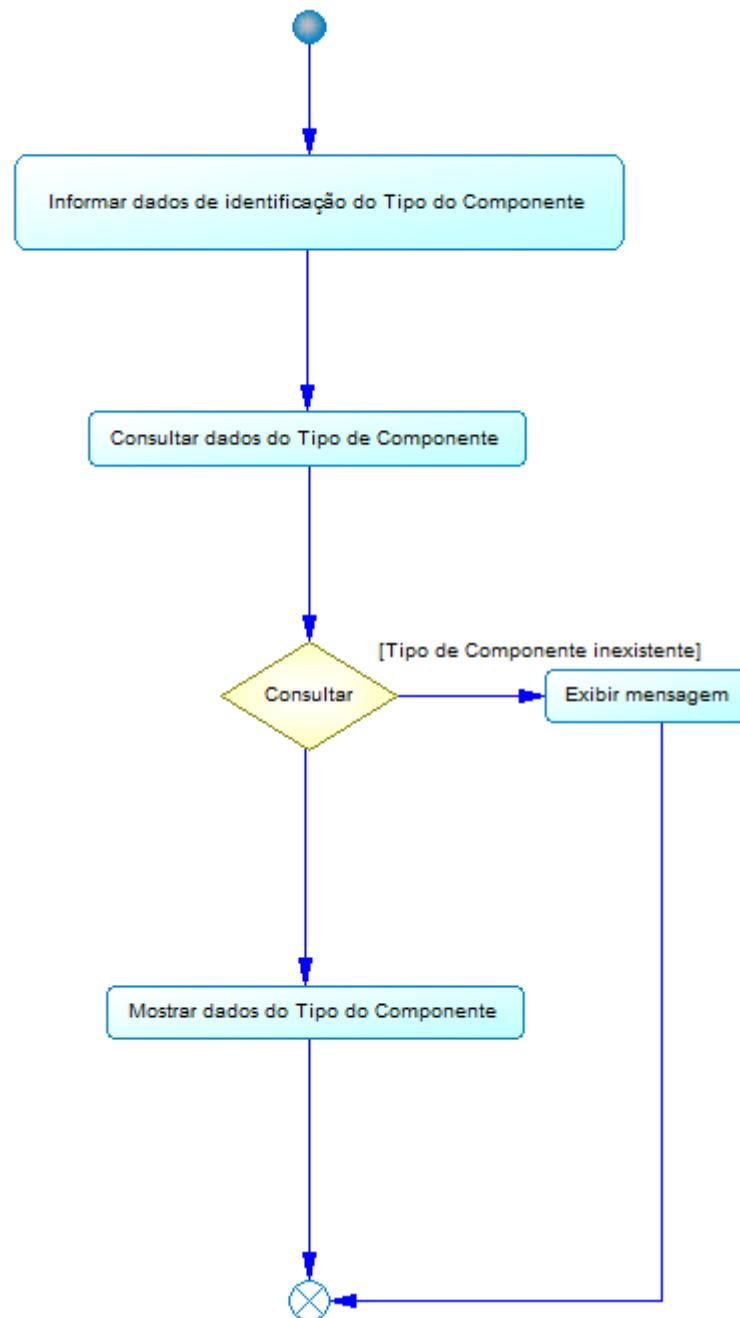 Informar dados de identificação do Tipo do Componente
Consultar dados do Tipo de Componente
[Tipo de Componente inexistente]
Consultar
Exibir mensagem
Mostrar dados do Tipo do Componente